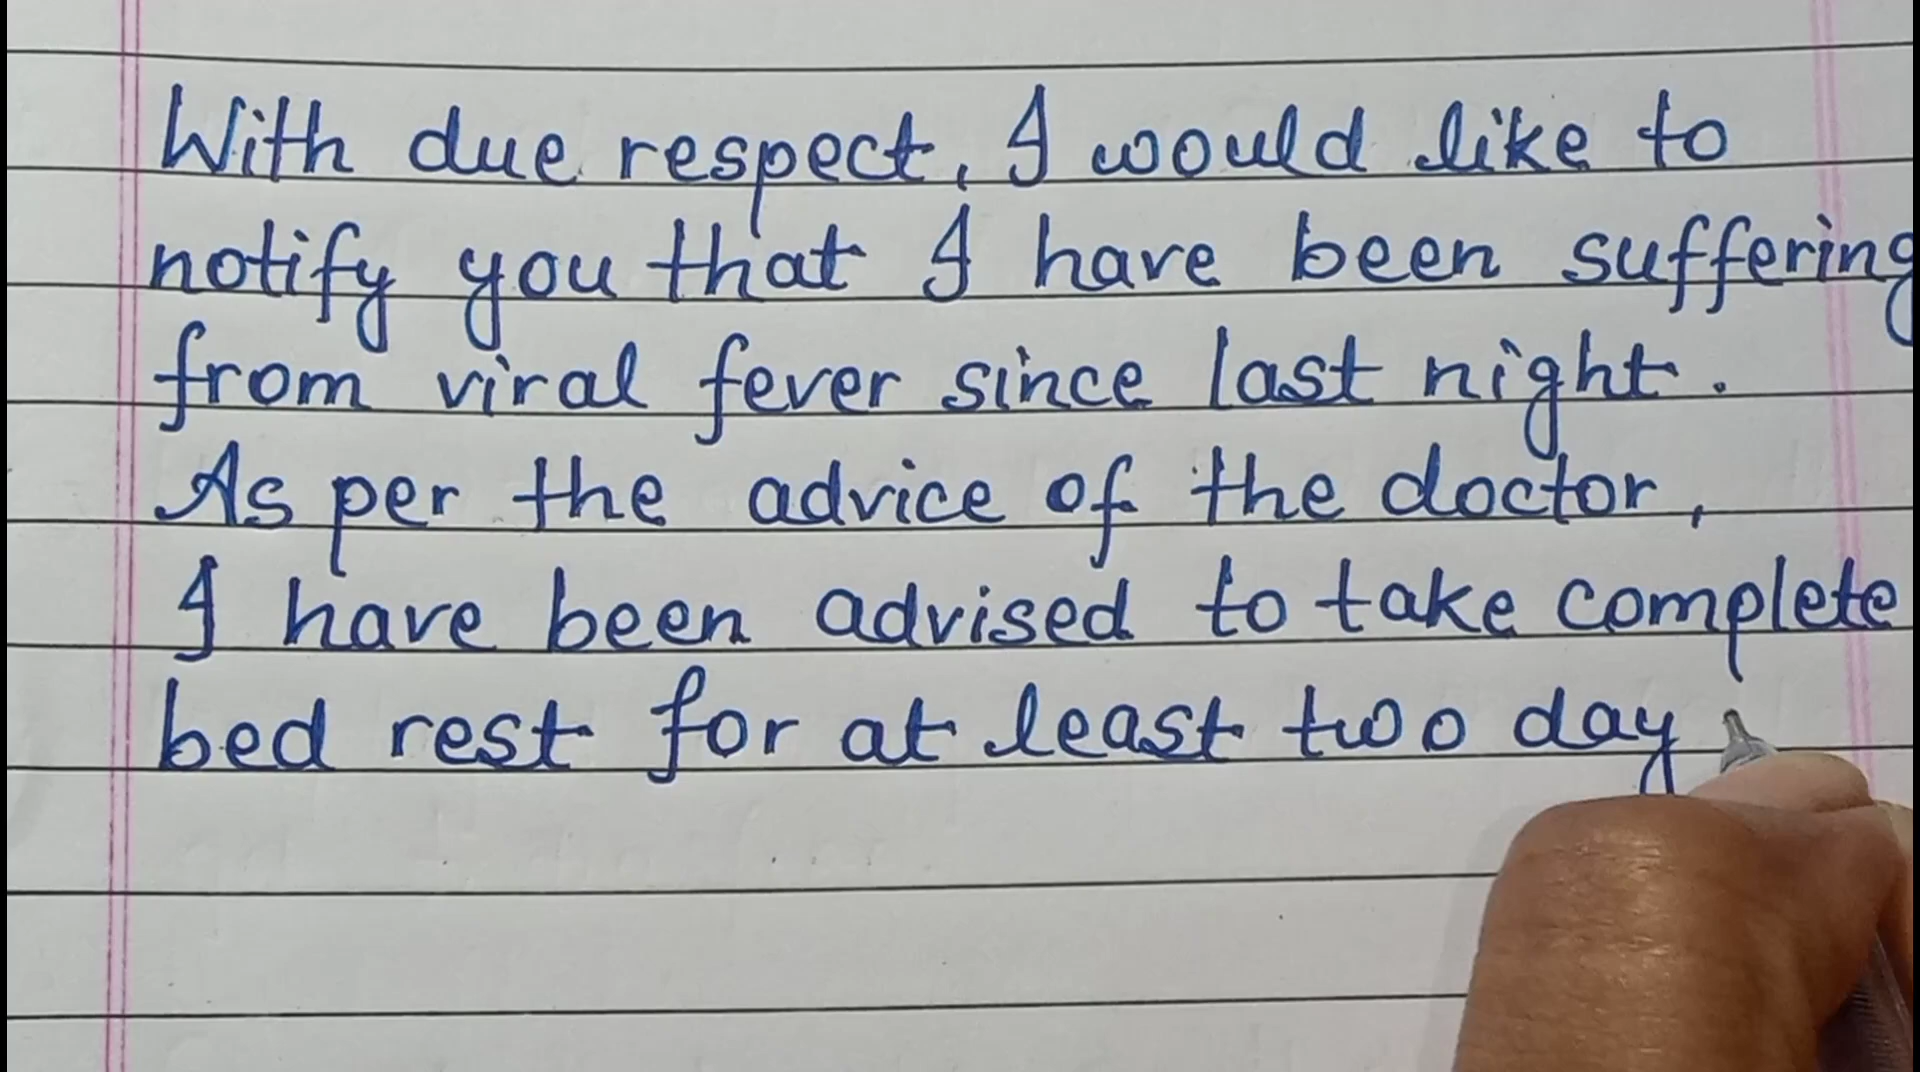 With due respect, I would like to
notify you that I have been suffering
from viral fever since last night.
As per the advice of the doctor,
I have been advised to take complete
bed rest for at least two day